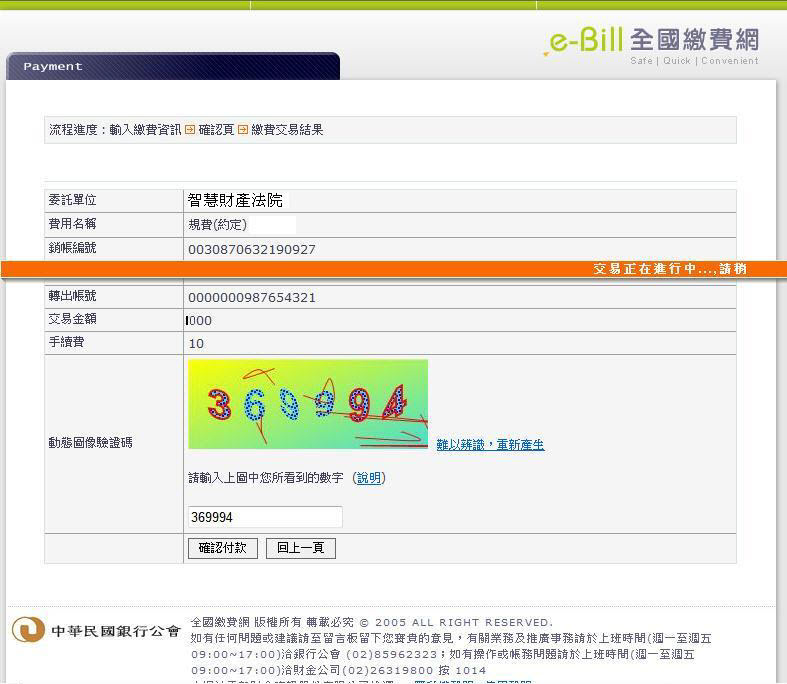 e-Bill 全國繳費網
Safe | Quick | Convenient
Payment
流程進度：輸入繳費資訊 確認頁 繳費交易結果
委託單位 智慧財產法院
費用名稱 規費(約定)
銷帳編號 0030870632190927
交易正在進行中...,請稍
轉出帳號 0000000987654321
交易金額 1000
手續費 10
369994
動態圖像驗證碼
難以辨識，重新產生
請輸入上圖中您所看到的數字 (說明)
369994
確認付款 回上一頁
中華民國銀行公會
全國繳費網 版權所有 轉載必究 © 2005 ALL RIGHT RESERVED.
如有任何問題或建議請至留言板留下您寶貴的意見，有關業務及推廣事務請於上班時間(週一至週五
09:00~17:00)洽銀行公會 (02)85962323；如有操作或帳務問題請於上班時間(週一至週五
09:00~17:00)洽財金公司(02)26319800 按 1014